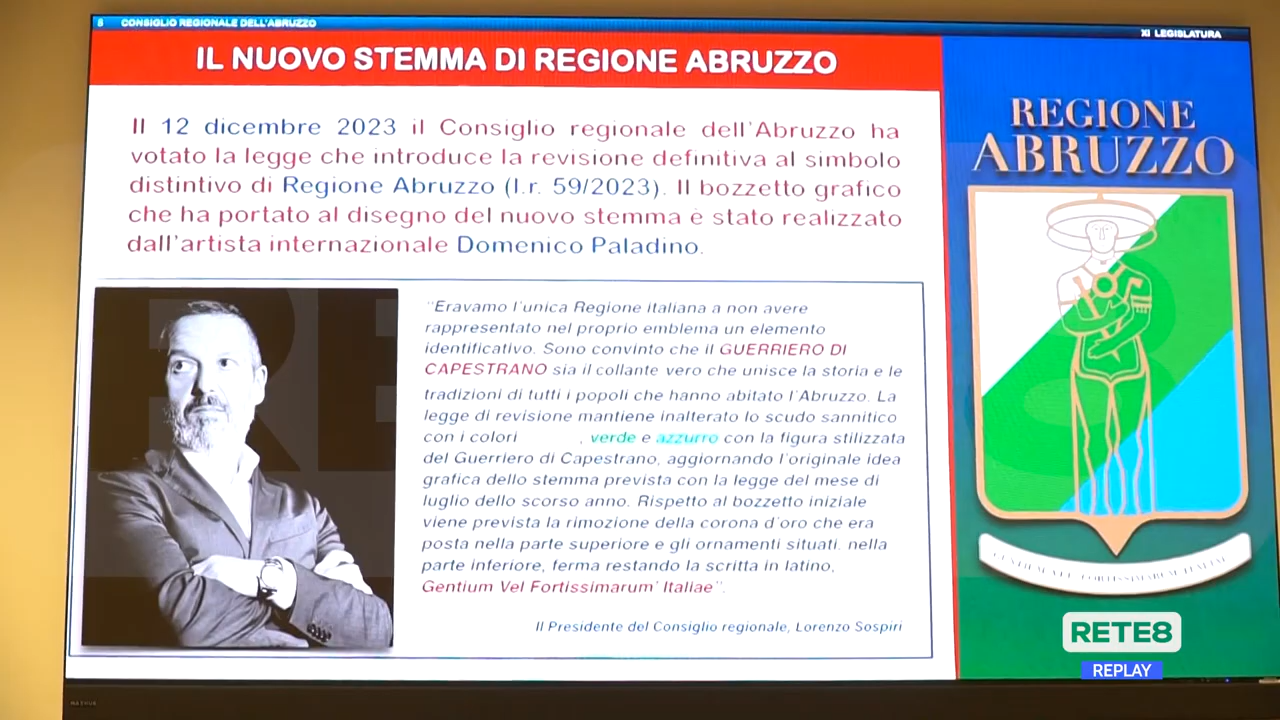 8 CONSIGLIO REGIONALE DELL'ABRUZZO
XI LEGISLATURA
IL NUOVO STEMMA DI REGIONE ABRUZZO
Il 12 dicembre 2023 il Consiglio regionale dell'Abruzzo ha
votato la legge che introduce la revisione definitiva al simbolo
distintivo di Regione Abruzzo (l.r. 59/2023). Il bozzetto grafico
che ha portato al disegno del nuovo stemma è stato realizzato
dall'artista internazionale Domenico Paladino.
"Eravamo l'unica Regione italiana a non avere
rappresentato nel proprio emblema un elemento
identificativo. Sono convinto che il GUERRIERO DI
CAPESTRANO sia il collante vero che unisce la storia e le
tradizioni di tutti i popoli che hanno abitato l'Abruzzo. La
legge di revisione mantiene inalterato lo scudo sannitico
con i colori , verde e azzurro con la figura stilizzata
del Guerriero di Capestrano, aggiornando l'originale idea
grafica dello stemma prevista con la legge del mese di
luglio dello scorso anno. Rispetto al bozzetto iniziale
viene prevista la rimozione della corona d'oro che era
posta nella parte superiore e gli ornamenti situati. nella
parte inferiore, ferma restando la scritta in latino,
Gentium Vel Fortissimarum' Italiae".
Il Presidente del Consiglio regionale, Lorenzo Sospiri
REGIONE
ABRUZZO
RETE8
REPLAY